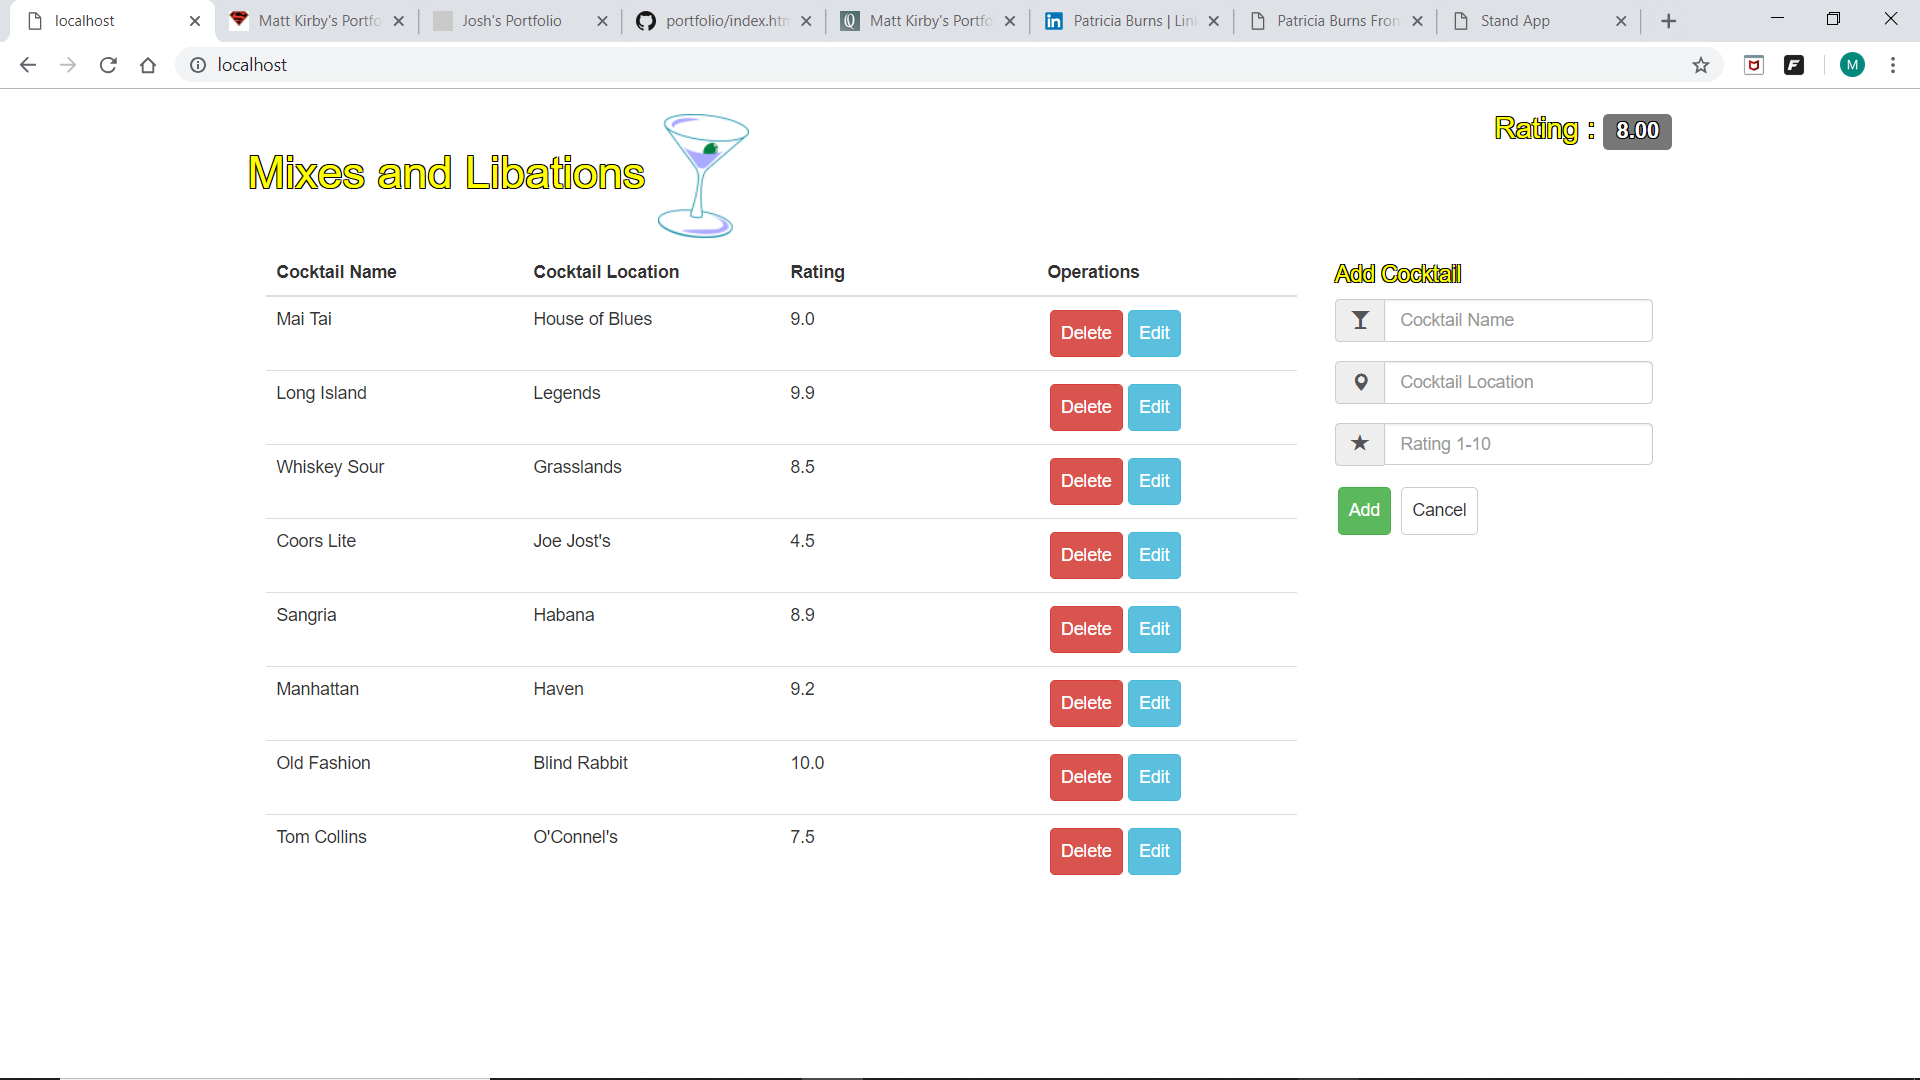 localhost
Matt Kirby's Portfo
Josh's Portfolio
portfolio/index.htm
Matt Kirby's Portfo
Patricia Burns | Lin
Patricia Burns Fron
Stand App
localhost
M
Mixes and Libations
Rating : 8.00
Cocktail Name Cocktail Location Rating Operations
Mai Tai House of Blues 9.0 Delete Edit
Long Island Legends 9.9 Delete Edit
Whiskey Sour Grasslands 8.5 Delete Edit
Coors Lite Joe Jost's 4.5 Delete Edit
Sangria Habana 8.9 Delete Edit
Manhattan Haven 9.2 Delete Edit
Old Fashion Blind Rabbit 10.0 Delete Edit
Tom Collins O'Connel's 7.5 Delete Edit
Add Cocktail
Cocktail Name
Cocktail Location
Rating 1-10
Add Cancel